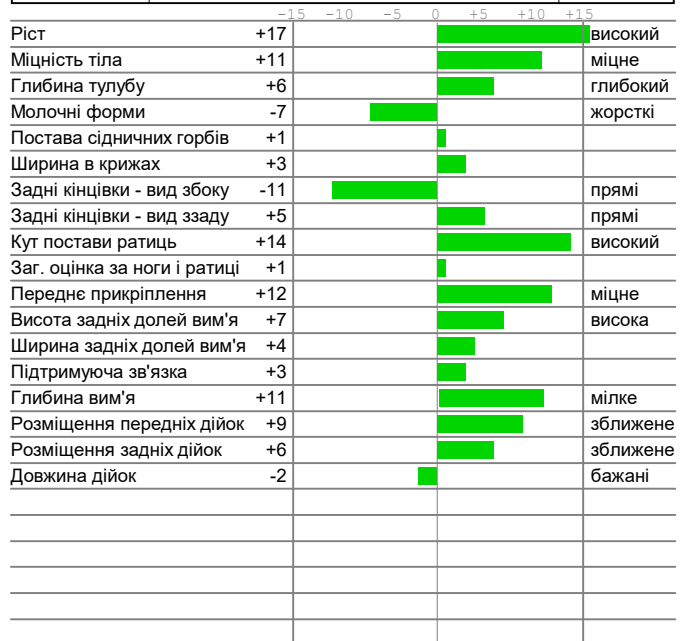 -15 -10 -5 0 +5 +10 +15
Ріст +17 високий
Міцність тіла +11 міцне
Глибина тулубу +6 глибокий
Молочні форми -7 жорсткі
Постава сідничних горбів +1
Ширина в крижах +3
Задні кінцівки - вид збоку -11 прямі
Задні кінцівки - вид ззаду +5 прямі
Кут постави ратиць +14 високий
Заг. оцінка за ноги і ратиці +1
Переднє прикріплення +12 міцне
Висота задніх долей вим'я +7 висока
Ширина задніх долей вим'я +4
Підтримуюча зв'язка +3
Глибина вим'я +11 мілке
Розміщення передніх дійок +9 зближене
Розміщення задніх дійок +6 зближене
Довжина дійок -2 бажані